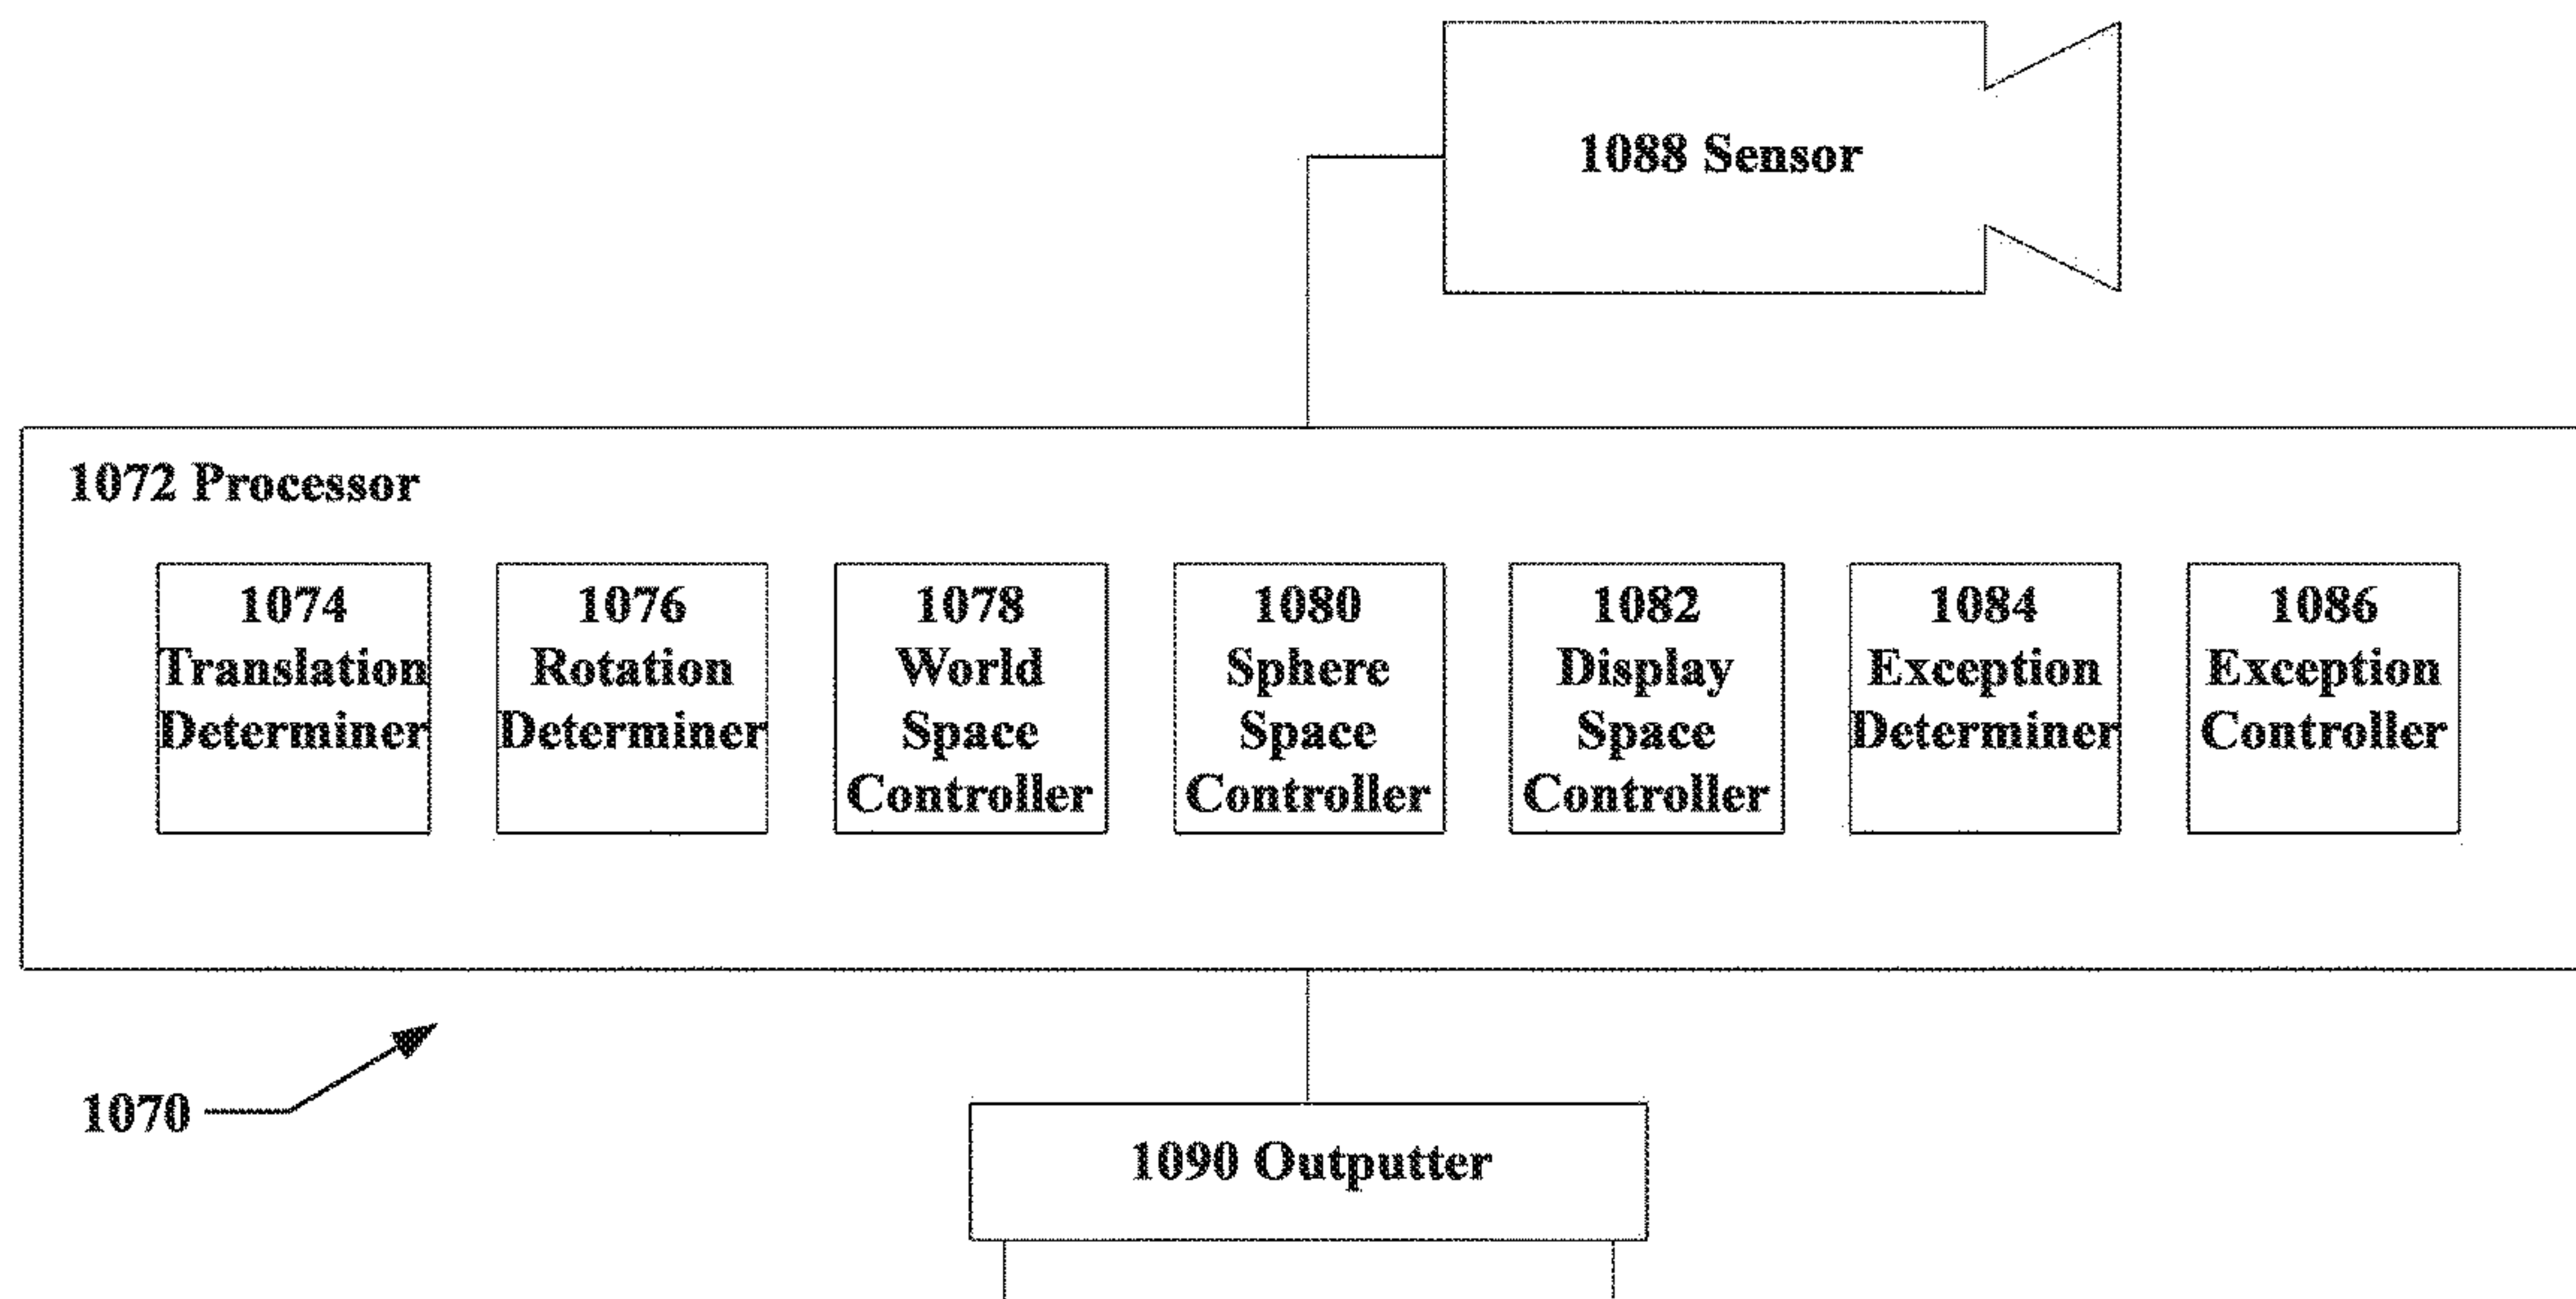 1088 Sensor
1072 Processor
1074
Translation
Determiner
1076
Rotation
Determiner
1078
World
Space
Controller
1080
Sphere
Space
Controller
1082
Display
Space
Controller
1084
Exception
Determiner
1086
Exception
Controller
1070
1090 Outputter